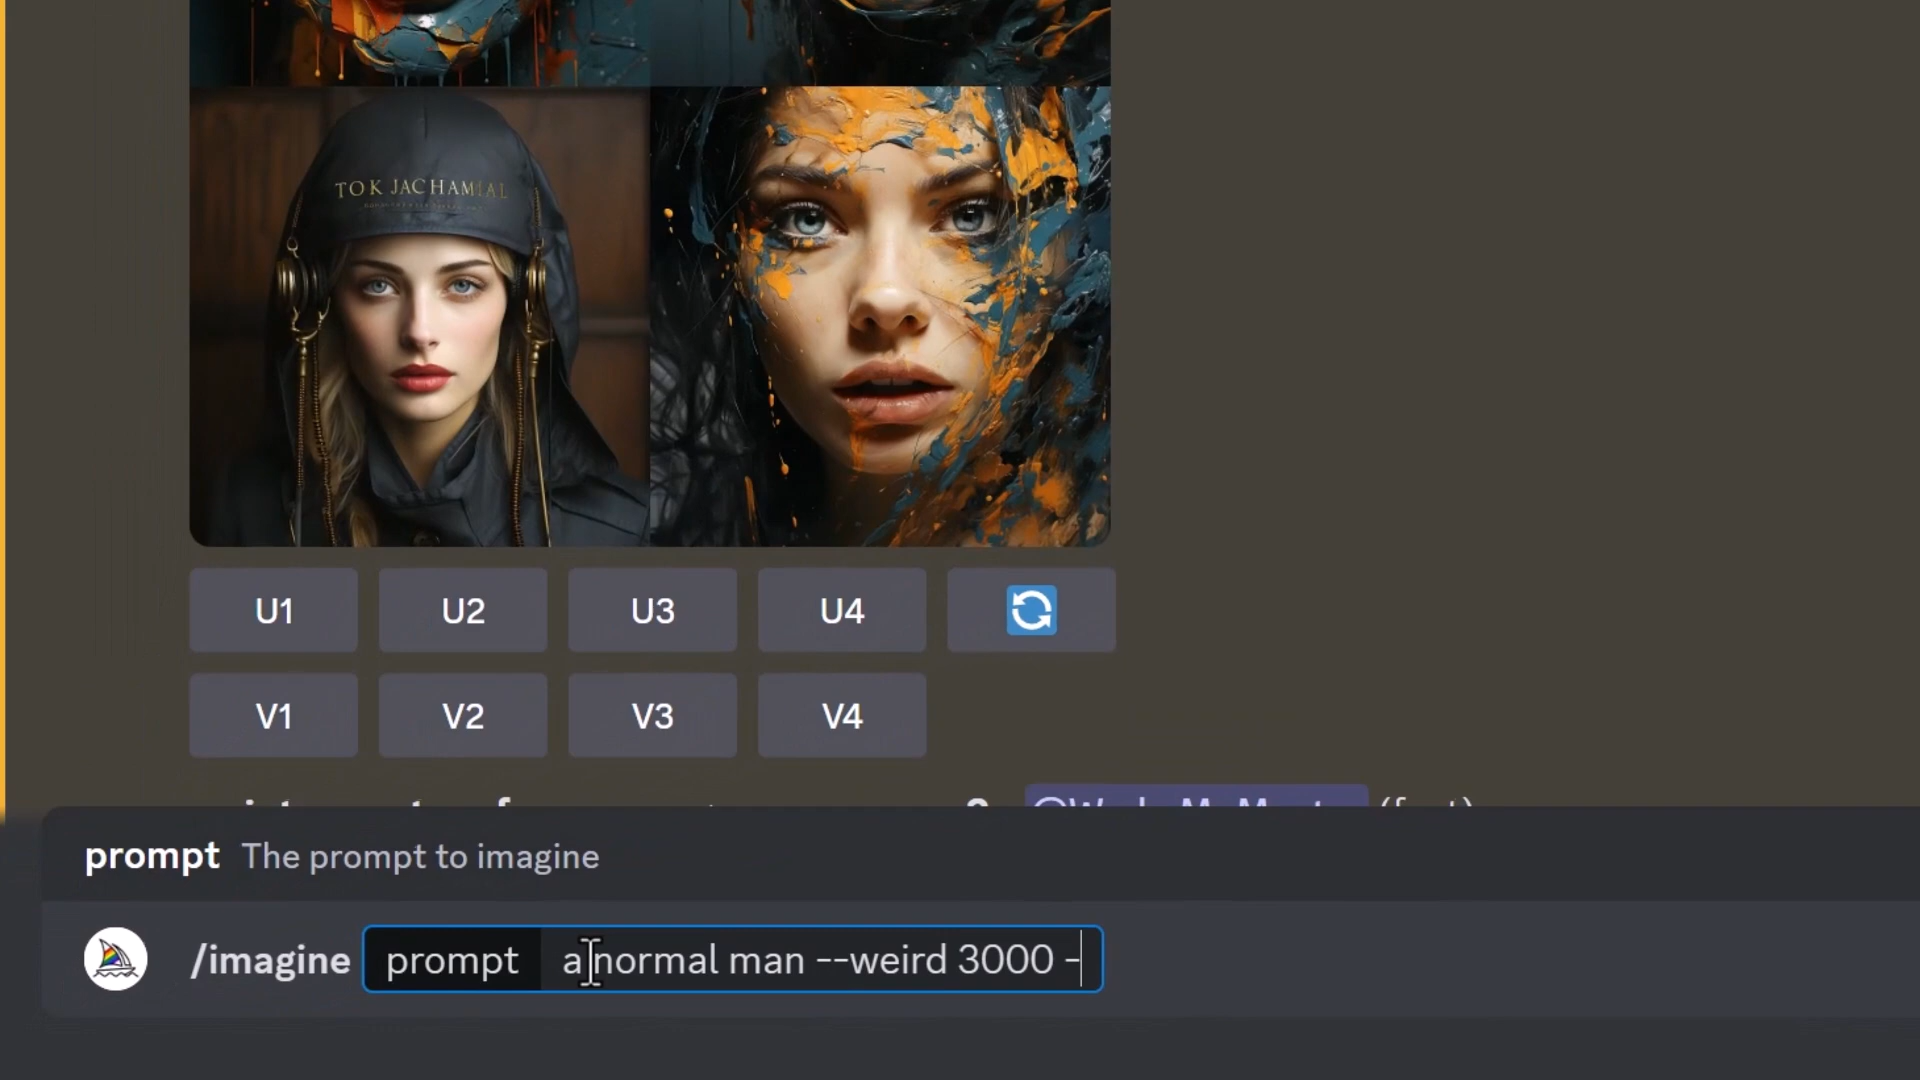 TOK JACHAMIAL
U1 U2 U3 U4
V1 V2 V3 V4
prompt The prompt to imagine
/imagine prompt a normal man --weird 3000 -